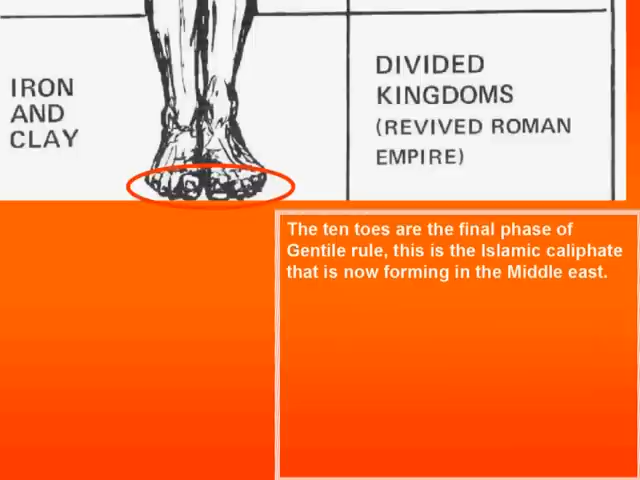 IRON
AND
CLAY
DIVIDED
KINGDOMS
(REVIVED ROMAN
EMPIRE)
The ten toes are the final phase of
Gentile rule, this is the Islamic caliphate
that is now forming in the Middle east.